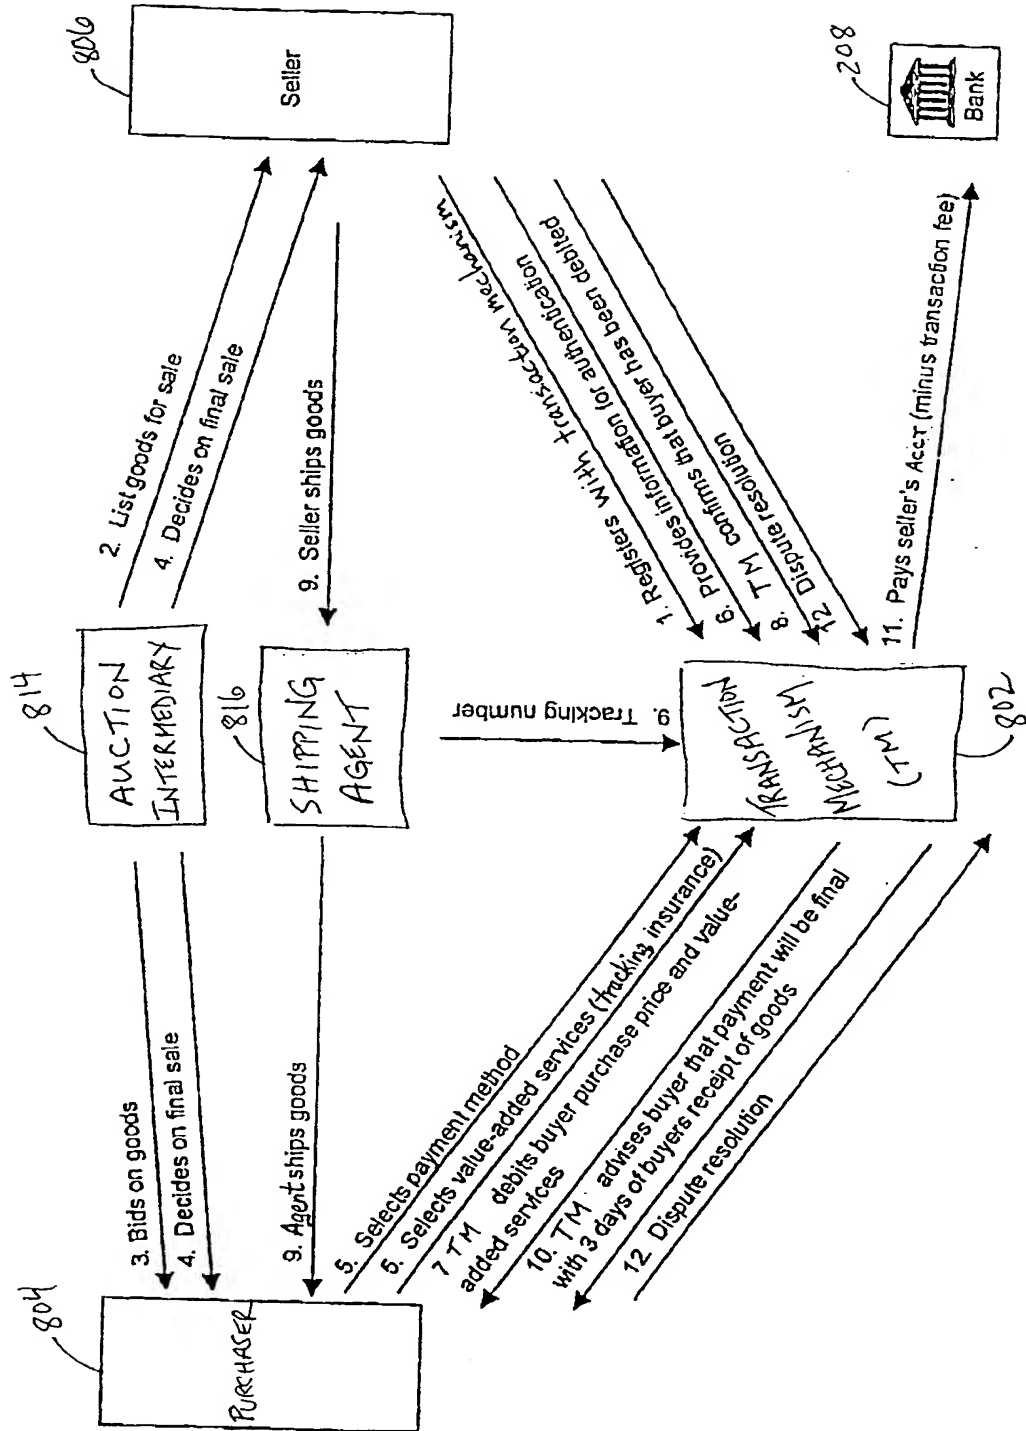 804
PURCHASER
3. Bids on goods
4. Decides on final sale
9. Agent ships goods
814
AUCTION
INTERMEDIARY
816
SHIPPING
AGENT
2. List goods for sale
4. Decides on final sale
9. Seller ships goods
806
Seller
5. Selects payment method
5. Selects value-added services (tracking, insurance)
7 TM debits buyer purchase price and value-
added services
10. TM advises buyer that payment will be final
with 3 days of buyers receipt of goods
12. Dispute resolution
9. Tracking number
TRANSACTION
MECHANISM
(TM)
802
1. Registers with transaction mechanism
6. Provides information for authentication
8. TM confirms that buyer has been debited
12. Dispute resolution
11. Pays seller's Acct (minus transaction fee)
208
Bank